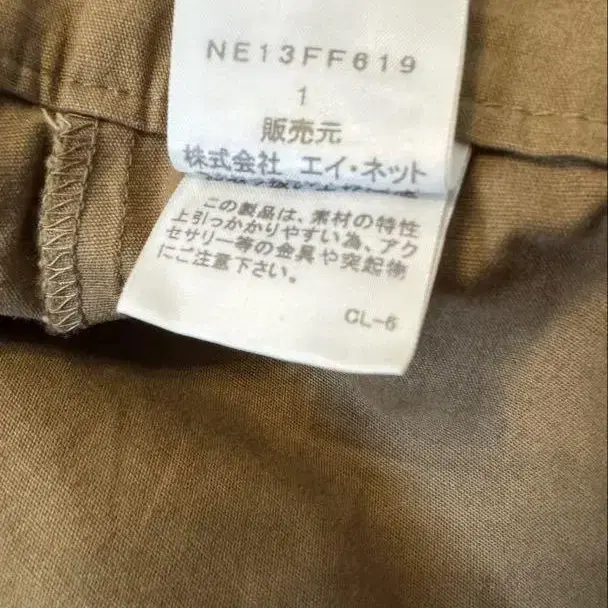 NE13FF619
1
販売元
株式会社 エイ・ネット
この製品は、素材の特性
上引っかかりやすい為、アク
セサリー等の金具や突起物
にご注意下さい。
CL-6